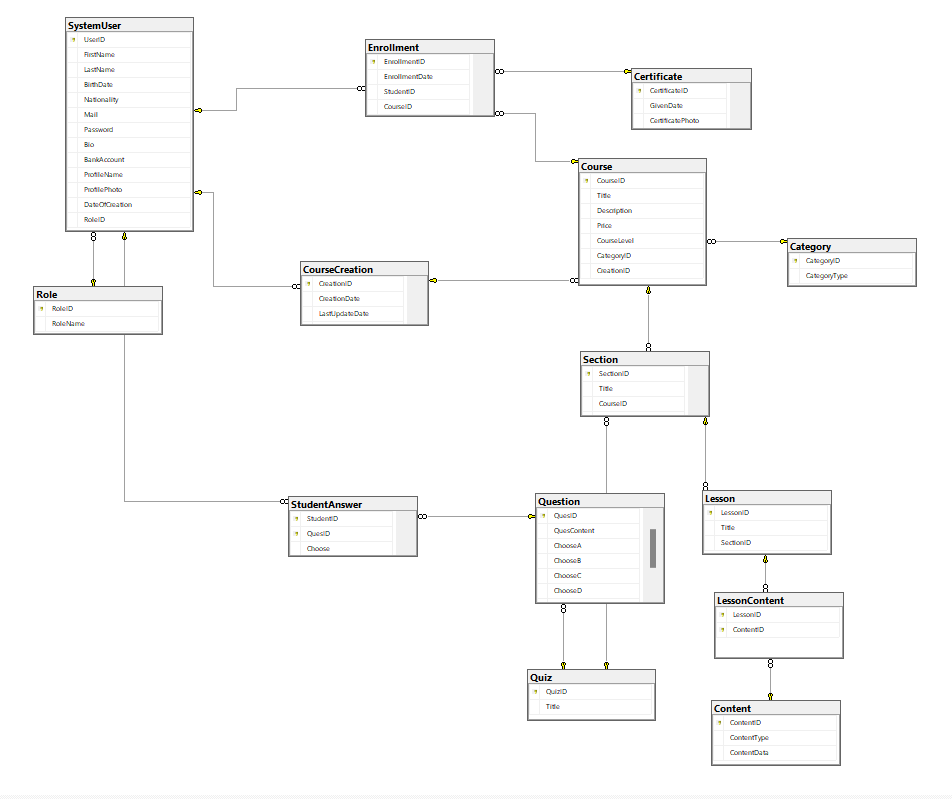 SystemUser
UserID
FirstName
LastName
BirthDate
Nationality
Mail
Password
Bio
BankAccount
ProfileName
ProfilePhoto
DateOfCreation
RoleID
Enrollment
EnrollmentID
EnrollmentDate
StudentID
CourseID
Certificate
CertificateID
GivenDate
CertificatePhoto
Course
CourseID
Title
Description
Price
CourseLevel
CategoryID
CreationID
Category
CategoryID
CategoryType
CourseCreation
CreationID
CreationDate
LastUpdateDate
Role
RoleID
RoleName
Section
SectionID
Title
CourseID
StudentAnswer
StudentID
QuesID
Choose
Question
QuesID
QuesContent
ChooseA
ChooseB
ChooseC
ChooseD
Lesson
LessonID
Title
SectionID
LessonContent
LessonID
ContentID
Quiz
QuizID
Title
Content
ContentID
ContentType
ContentData